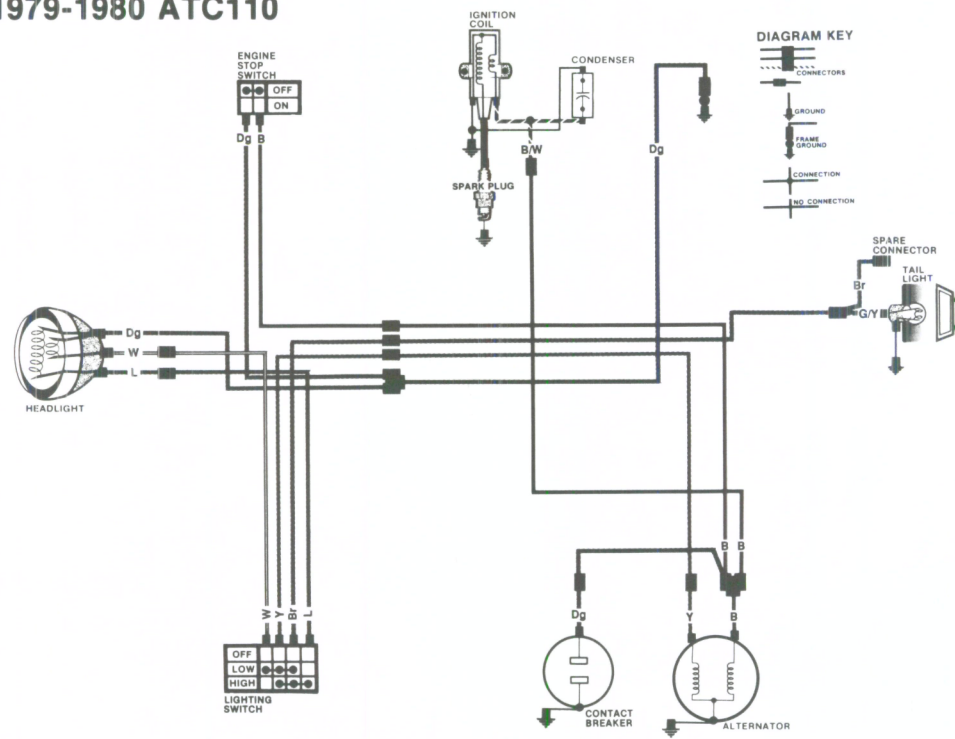 1979-1980 ATC110
IGNITION
COIL
DIAGRAM KEY
ENGINE
STOP
SWITCH
OFF
ON
CONDENSER
CONNECTORS
GROUND
FRAME
GROUND
CONNECTION
NO CONNECTION
Dg B
B/W
Dg
SPARK PLUG
SPARE
CONNECTOR
TAIL
LIGHT
Br
G/Y
Dg
W
L
HEADLIGHT
B B
W Y Br L
Dg
Y
B
OFF
LOW
HIGH
LIGHTING
SWITCH
CONTACT
BREAKER
ALTERNATOR